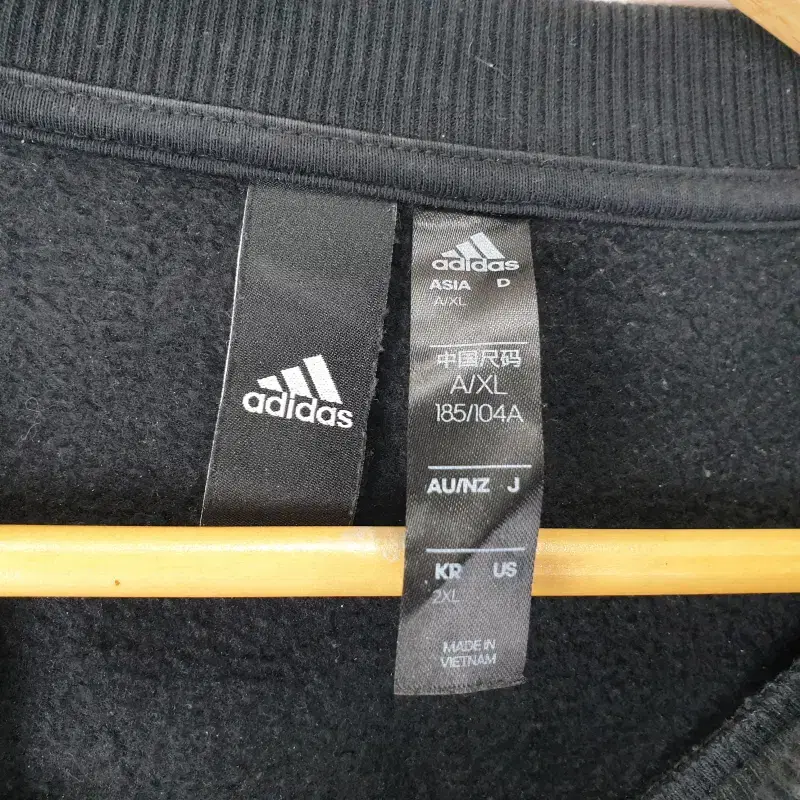 adidas
adidas
ASIA D
A/XL
中国尺码
A/XL
185/104A
AU/NZ J
KR US
2XL
MADE IN
VIETNAM